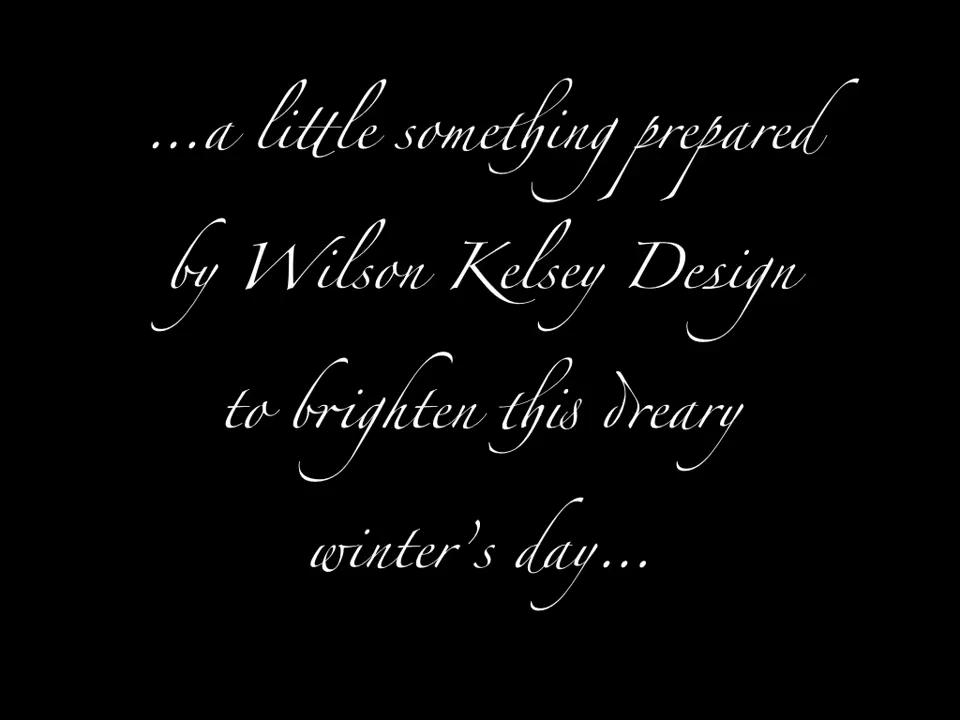 ...a little something prepared
by Wilson Kelsey Design
to brighten this dreary
winter's day...